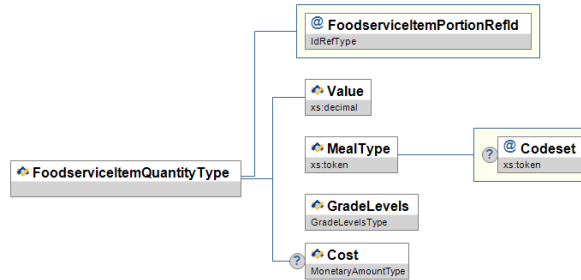 @ FoodserviceItemPortionRefId
IdRefType
Value
xs:decimal
MealType
xs:token
? @ Codeset
xs:token
FoodserviceItemQuantityType
GradeLevels
GradeLevelsType
? Cost
MonetaryAmountType